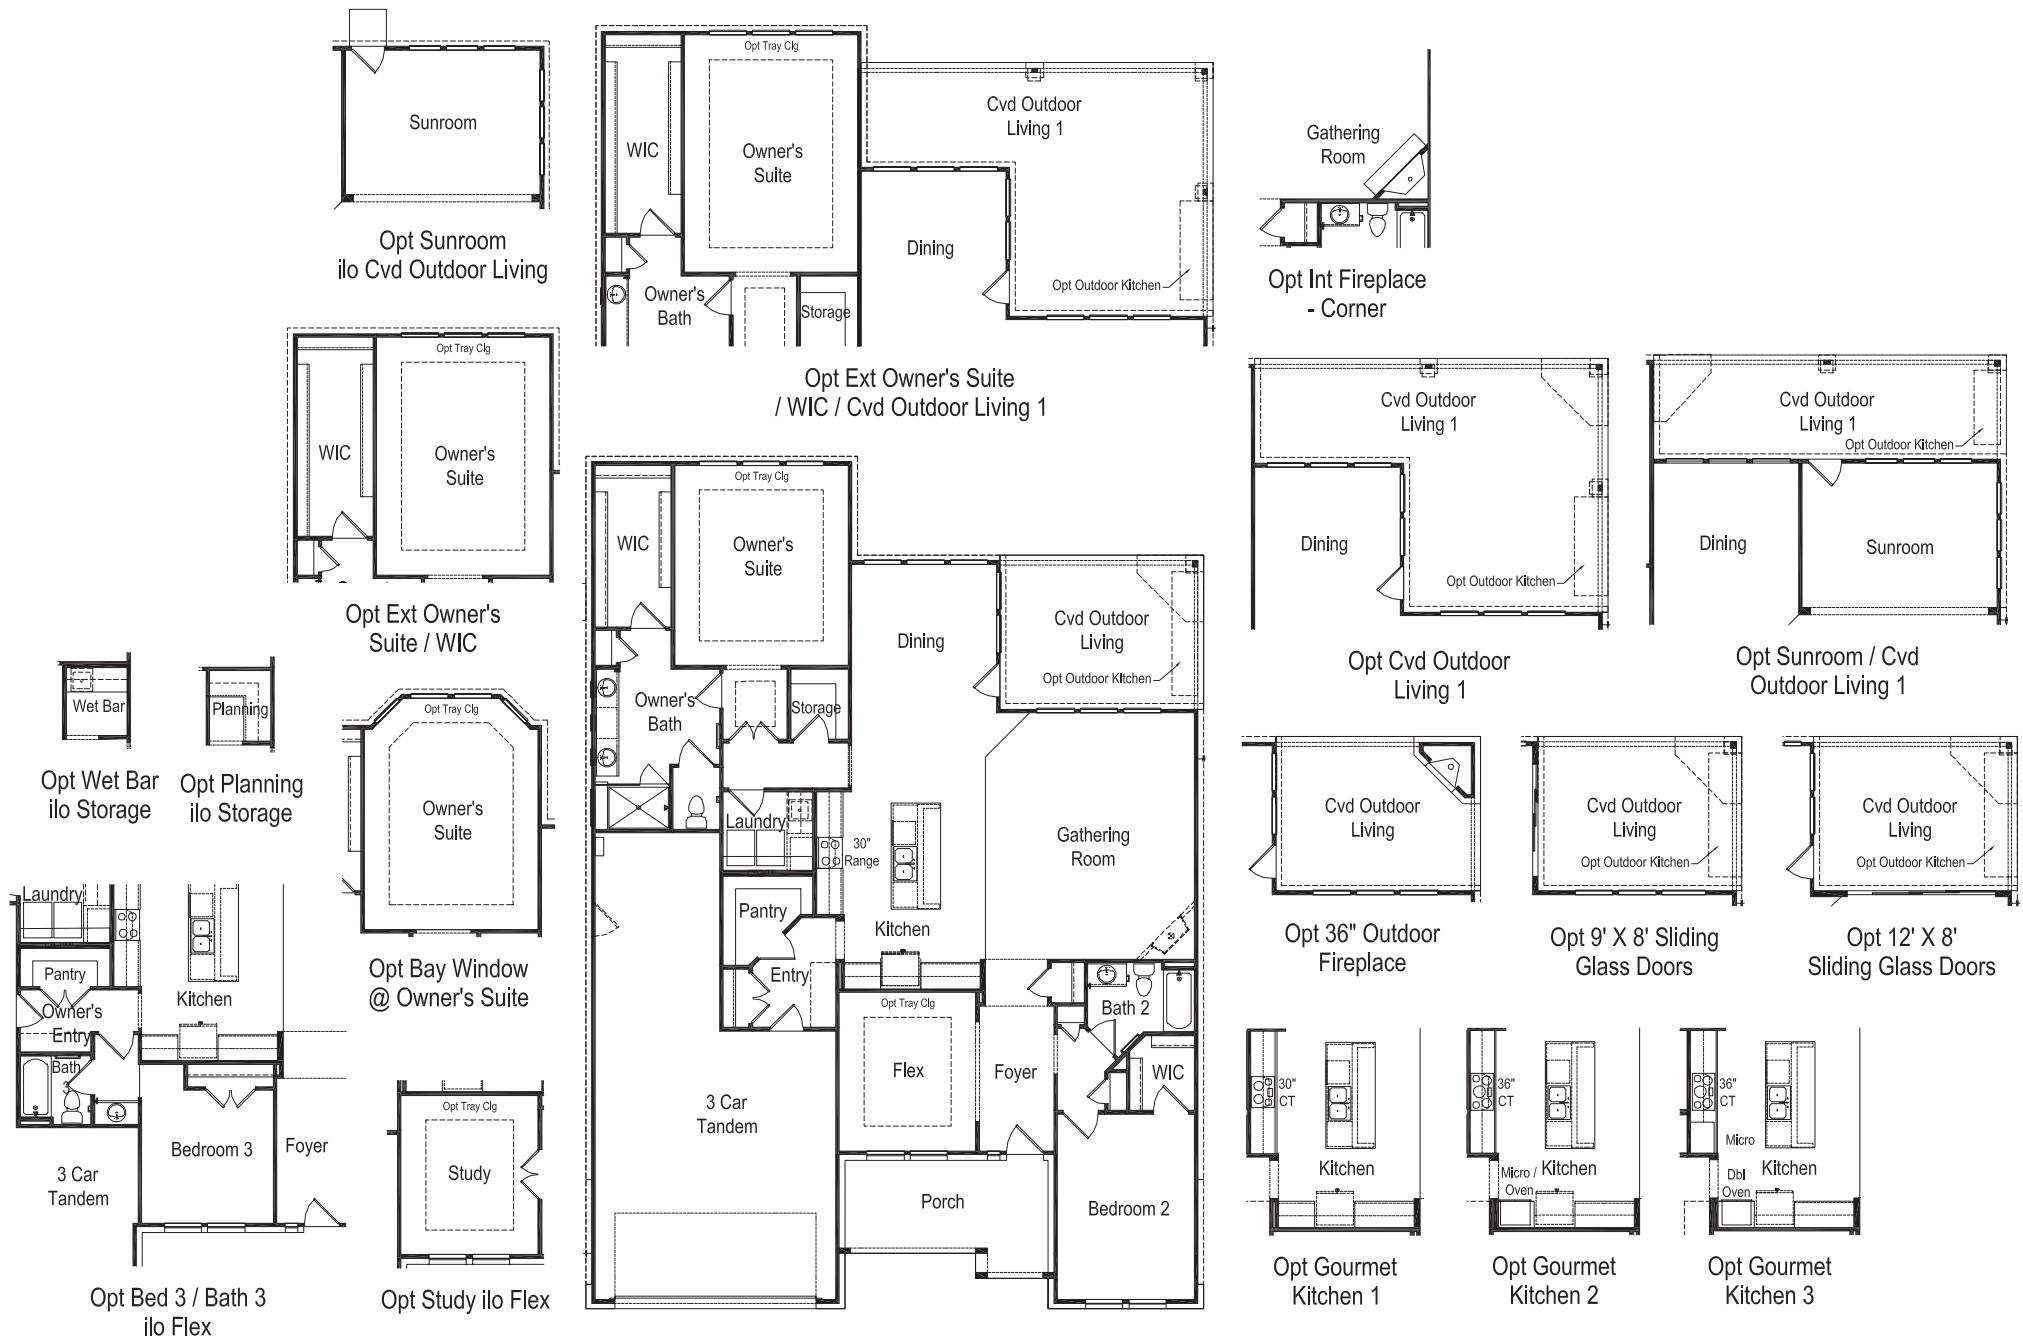 Sunroom
Opt Sunroom
ilo Cvd Outdoor Living
Opt Tray Clg
WIC
Owner's
Suite
Cvd Outdoor
Living 1
Dining
Opt Outdoor Kitchen
Owner's
Bath
Storage
Opt Ext Owner's Suite
/ WIC / Cvd Outdoor Living 1
Gathering
Room
Opt Int Fireplace
- Corner
Opt Tray Clg
WIC
Owner's
Suite
Opt Ext Owner's
Suite / WIC
Cvd Outdoor
Living 1
Dining
Opt Outdoor Kitchen
Opt Cvd Outdoor
Living 1
Cvd Outdoor
Living 1
Opt Outdoor Kitchen
Dining
Sunroom
Opt Sunroom / Cvd
Outdoor Living 1
Wet Bar
Opt Wet Bar
ilo Storage
Planning
Opt Planning
ilo Storage
Opt Tray Clg
Owner's
Suite
Opt Bay Window
@ Owner's Suite
Opt Tray Clg
WIC
Owner's
Suite
Dining
Cvd Outdoor
Living
Opt Outdoor Kitchen
Owner's
Bath
Storage
Laundry
30"
Range
Gathering
Room
Pantry
Kitchen
Entry
Opt Tray Clg
Flex
Foyer
Bath 2
WIC
3 Car
Tandem
Porch
Bedroom 2
Cvd Outdoor
Living
Opt 36" Outdoor
Fireplace
Cvd Outdoor
Living
Opt Outdoor Kitchen
Opt 9' X 8' Sliding
Glass Doors
Cvd Outdoor
Living
Opt Outdoor Kitchen
Opt 12' X 8'
Sliding Glass Doors
Laundry
Pantry
Kitchen
Owner's
Entry
Bath
3
Bedroom 3
Foyer
3 Car
Tandem
Opt Bed 3 / Bath 3
ilo Flex
Opt Tray Clg
Study
Opt Study ilo Flex
30"
CT
Kitchen
Opt Gourmet
Kitchen 1
36"
CT
Micro /
Oven
Kitchen
Opt Gourmet
Kitchen 2
36"
CT
Micro
Dbl
Oven
Kitchen
Opt Gourmet
Kitchen 3